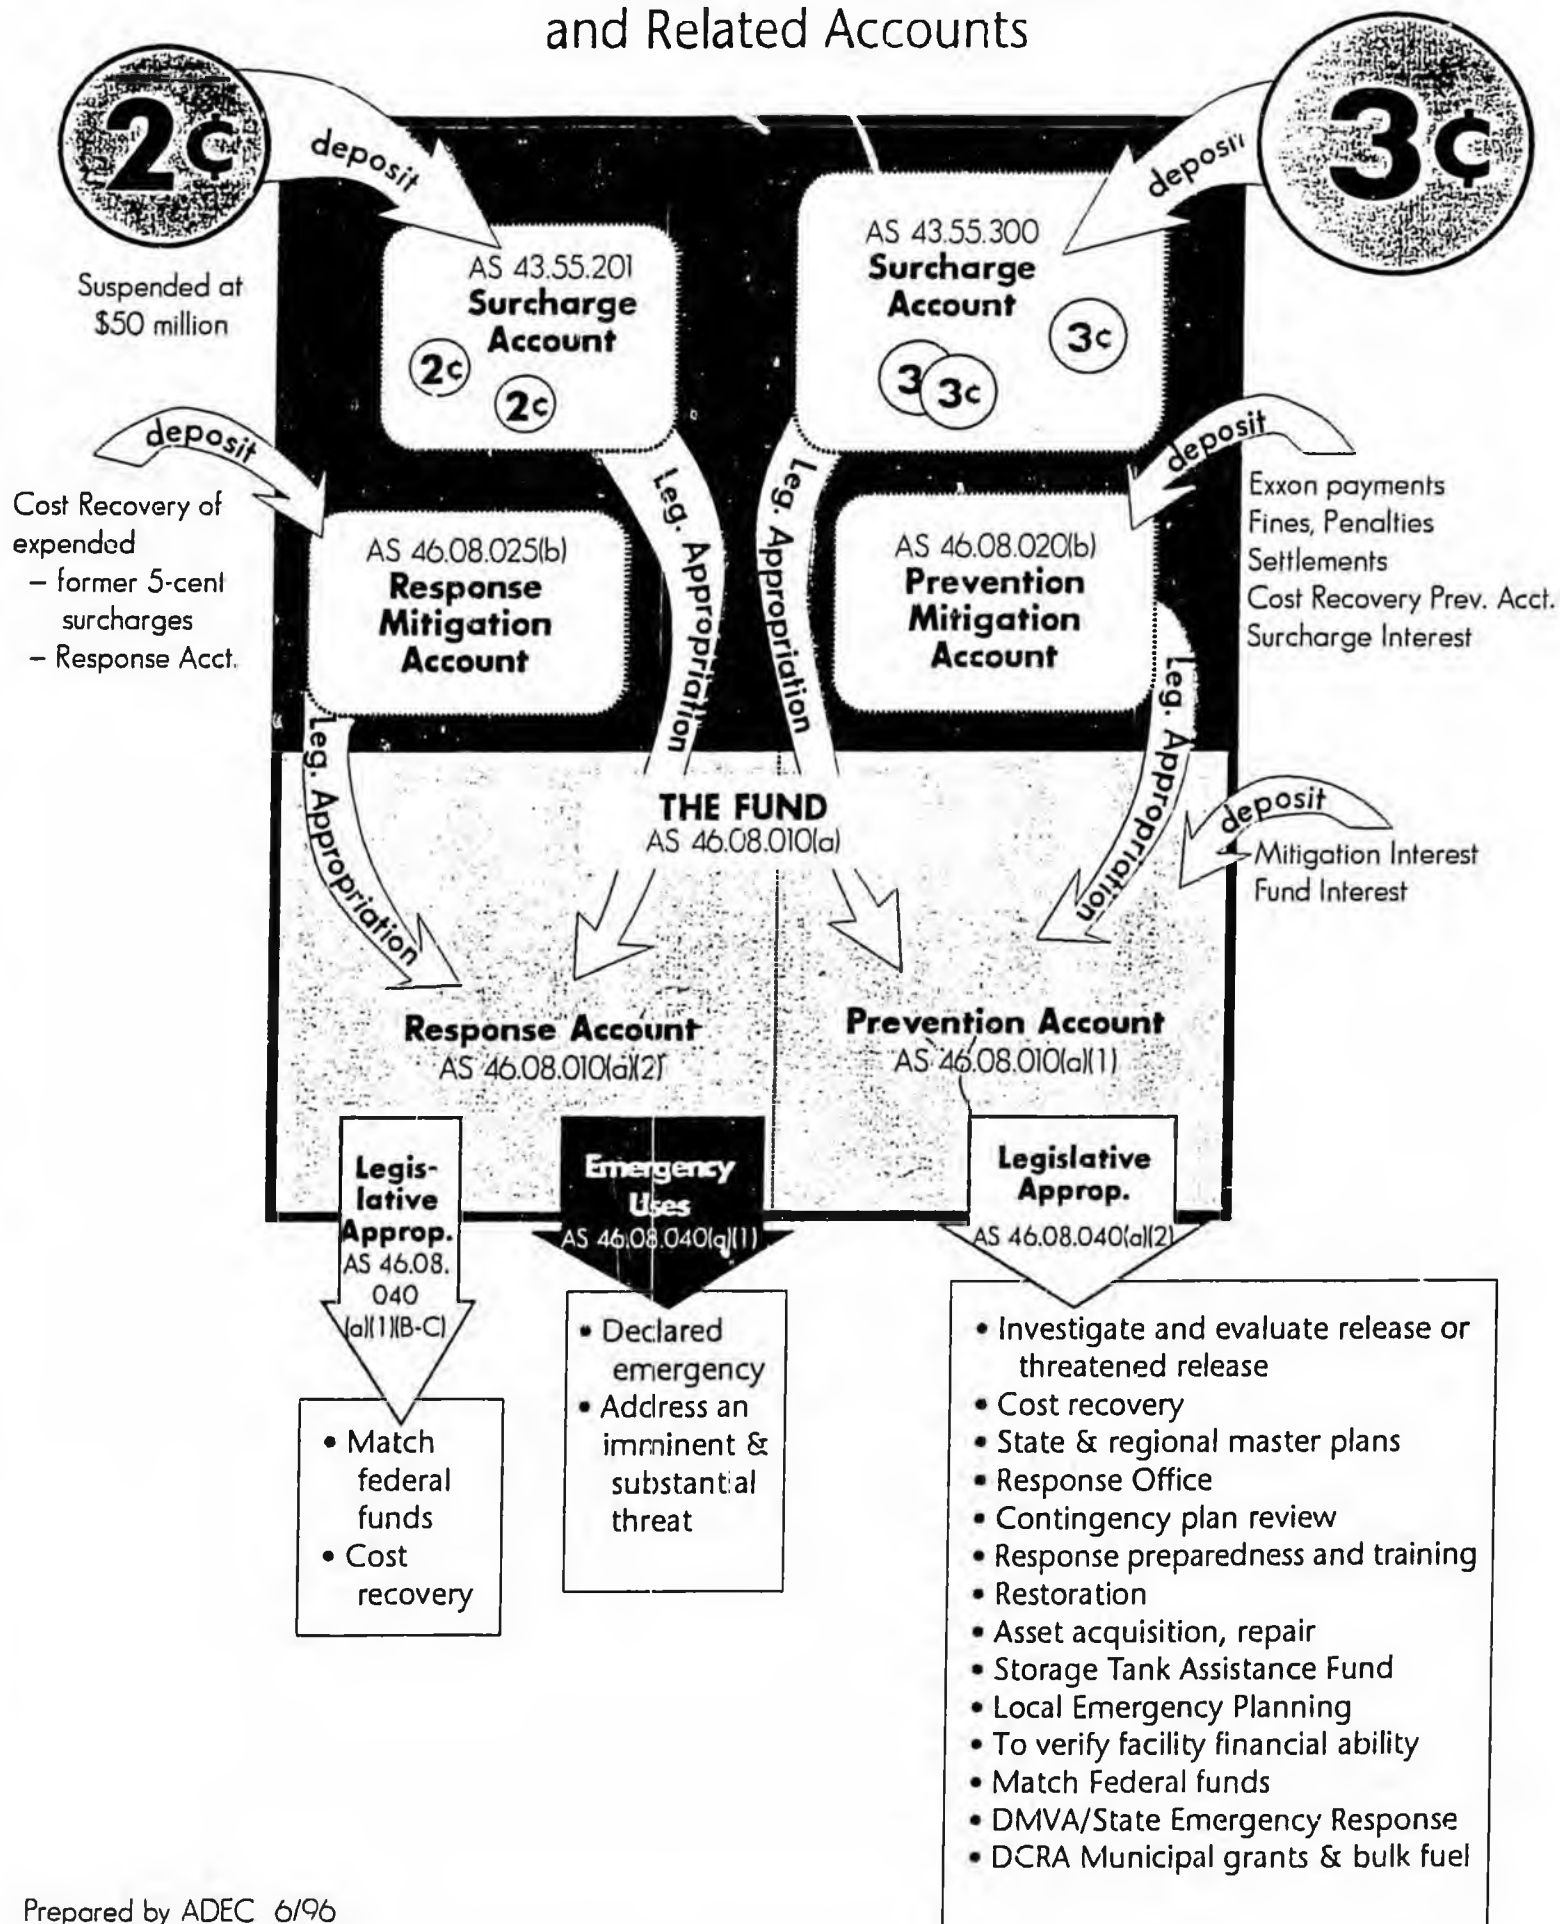 and Related Accounts
2¢
deposit
Suspended at
$50 million
3¢
deposit
AS 43.55.201
Surcharge
Account
2¢
2¢
AS 43.55.300
Surcharge
Account
3¢
3
3¢
deposit
Cost Recovery of
expended
– former 5-cent
surcharges
– Response Acct.
AS 46.08.025(b)
Response
Mitigation
Account
Leg. Appropriation
Leg. Appropriation
AS 46.08.020(b)
Prevention
Mitigation
Account
deposit
Exxon payments
Fines, Penalties
Settlements
Cost Recovery Prev. Acct.
Surcharge Interest
Leg. Appropriation
Leg. Appropriation
THE FUND
AS 46.08.010(a)
deposit
Mitigation Interest
Fund Interest
Response Account
AS 46.08.010(a)(2)
Prevention Account
AS 46.08.010(a)(1)
Legis-
lative
Approp.
AS 46.08.
040
(a)(1)(B-C)
Emergency
Uses
AS 46.08.040(a)(1)
Legislative
Approp.
AS 46.08.040(a)(2)
• Match
federal
funds
• Cost
recovery
• Declared
emergency
• Address an
imminent &
substantial
threat
• Investigate and evaluate release or
threatened release
• Cost recovery
• State & regional master plans
• Response Office
• Contingency plan review
• Response preparedness and training
• Restoration
• Asset acquisition, repair
• Storage Tank Assistance Fund
• Local Emergency Planning
• To verify facility financial ability
• Match Federal funds
• DMVA/State Emergency Response
• DCRA Municipal grants & bulk fuel
Prepared by ADEC 6/96